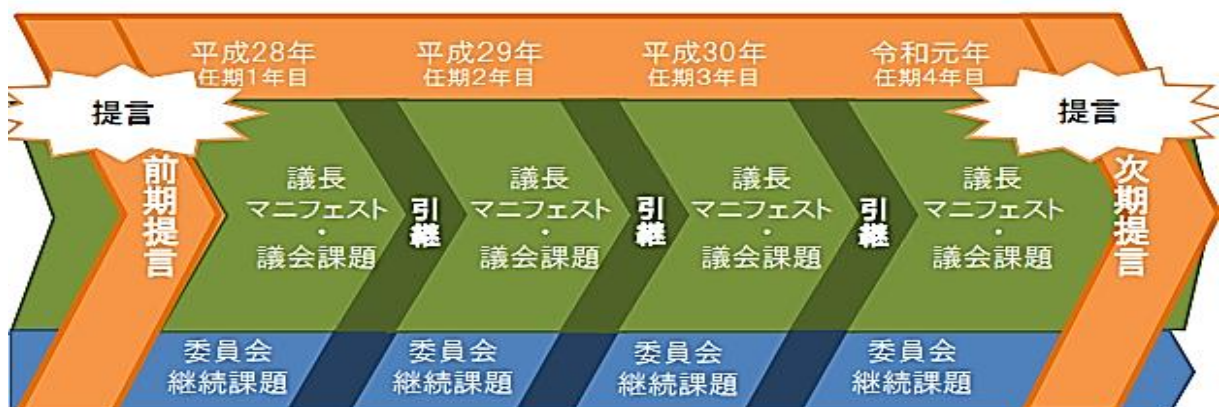 平成28年
任期1年目
平成29年
任期2年目
平成30年
任期3年目
令和元年
任期4年目
提言
提言
前期提言
議長
マニフェスト
・
議会課題
引継
議長
マニフェスト
・
議会課題
引継
議長
マニフェスト
・
議会課題
引継
議長
マニフェスト
・
議会課題
次期提言
委員会
継続課題
委員会
継続課題
委員会
継続課題
委員会
継続課題